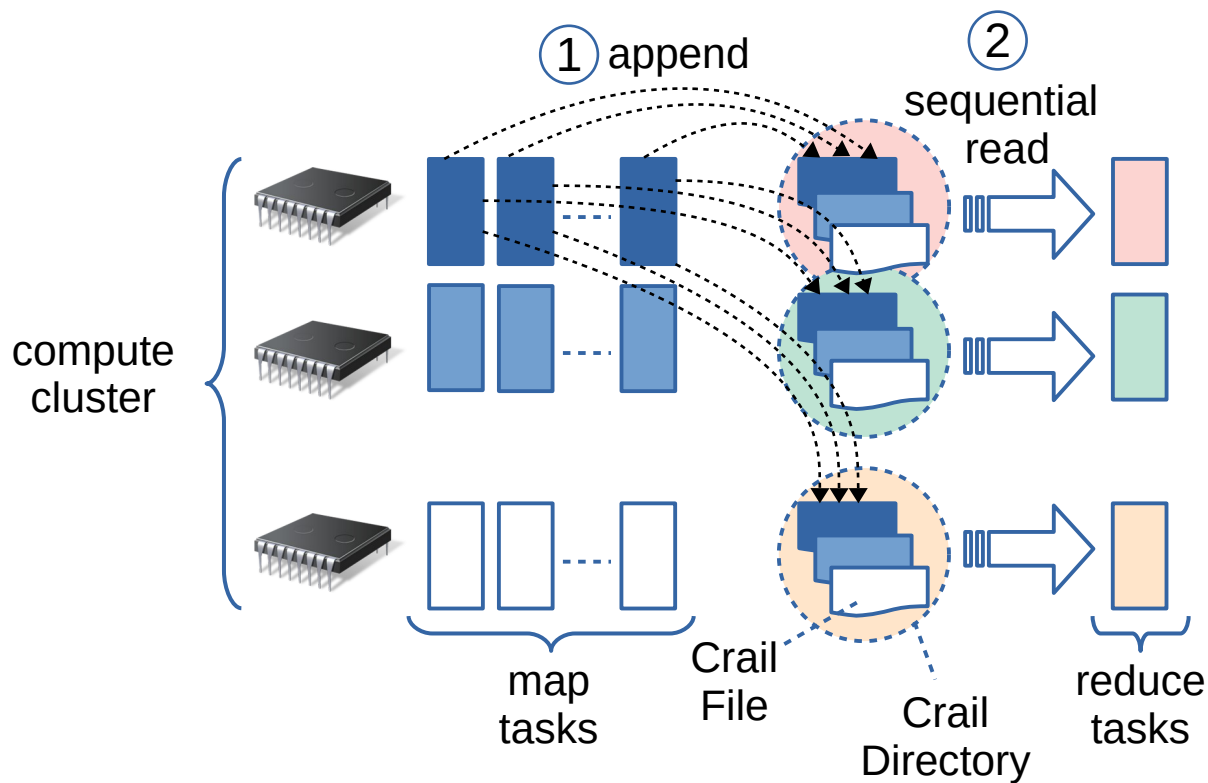 1 append
2
sequential
read
compute
cluster
map
tasks
Crail
File
Crail
Directory
reduce
tasks